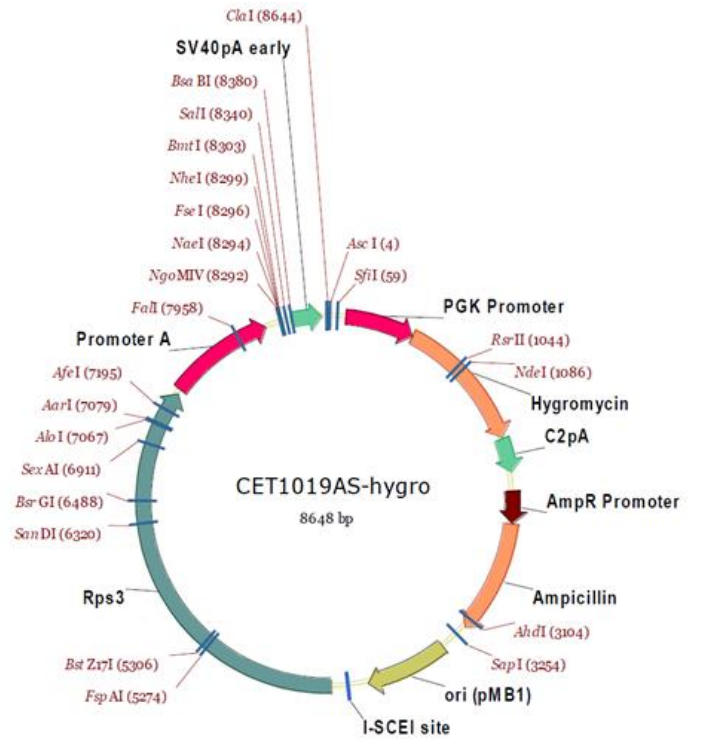 ClaI (8644)
SV40pA early
BsaBI (8380)
SalI (8340)
BmtI (8303)
NheI (8299)
FseI (8296)
NaeI (8294)
NgoMIV (8292)
FalI (7958)
Promoter A
AfeI (7195)
AarI (7079)
AloI (7067)
SexAI (6911)
BsrGI (6488)
SanDI (6320)
Rps3
BstZ17I (5306)
FspAI (5274)
AscI (4)
SfiI (59)
PGK Promoter
RsrII (1044)
NdeI (1086)
Hygromycin
C2pA
AmpR Promoter
Ampicillin
AhdI (3104)
SapI (3254)
ori (pMB1)
I-SCEI site
CET1019AS-hygro
8648 bp